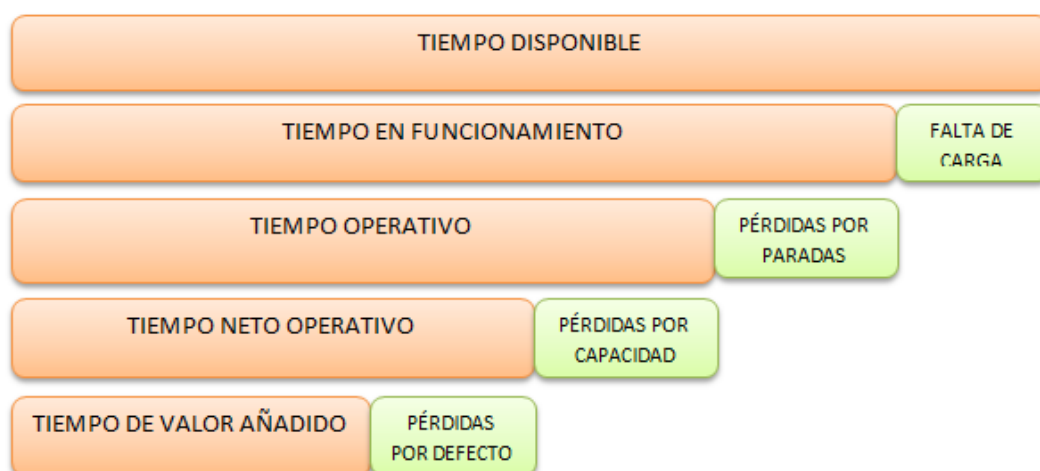 TIEMPO DISPONIBLE
TIEMPO EN FUNCIONAMIENTO
FALTA DE
CARGA
TIEMPO OPERATIVO
PÉRDIDAS POR
PARADAS
TIEMPO NETO OPERATIVO
PÉRDIDAS POR
CAPACIDAD
TIEMPO DE VALOR AÑADIDO
PÉRDIDAS
POR DEFECTO